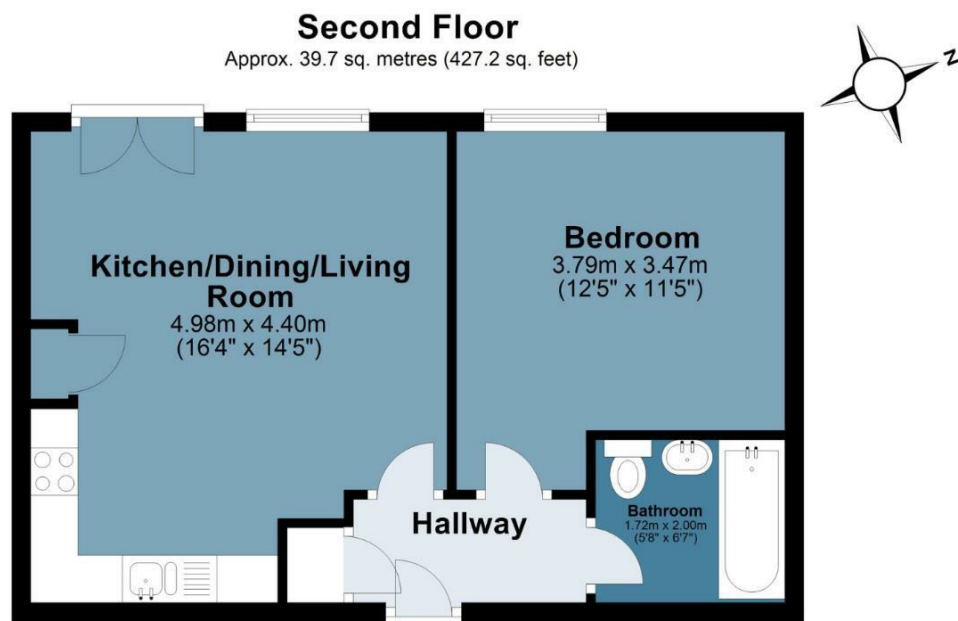 Second Floor
Approx. 39.7 sq. metres (427.2 sq. feet)
N
Kitchen/Dining/Living
Room
4.98m x 4.40m
(16'4" x 14'5")
Bedroom
3.79m x 3.47m
(12'5" x 11'5")
Hallway
Bathroom
1.72m x 2.00m
(5'8" x 6'7")